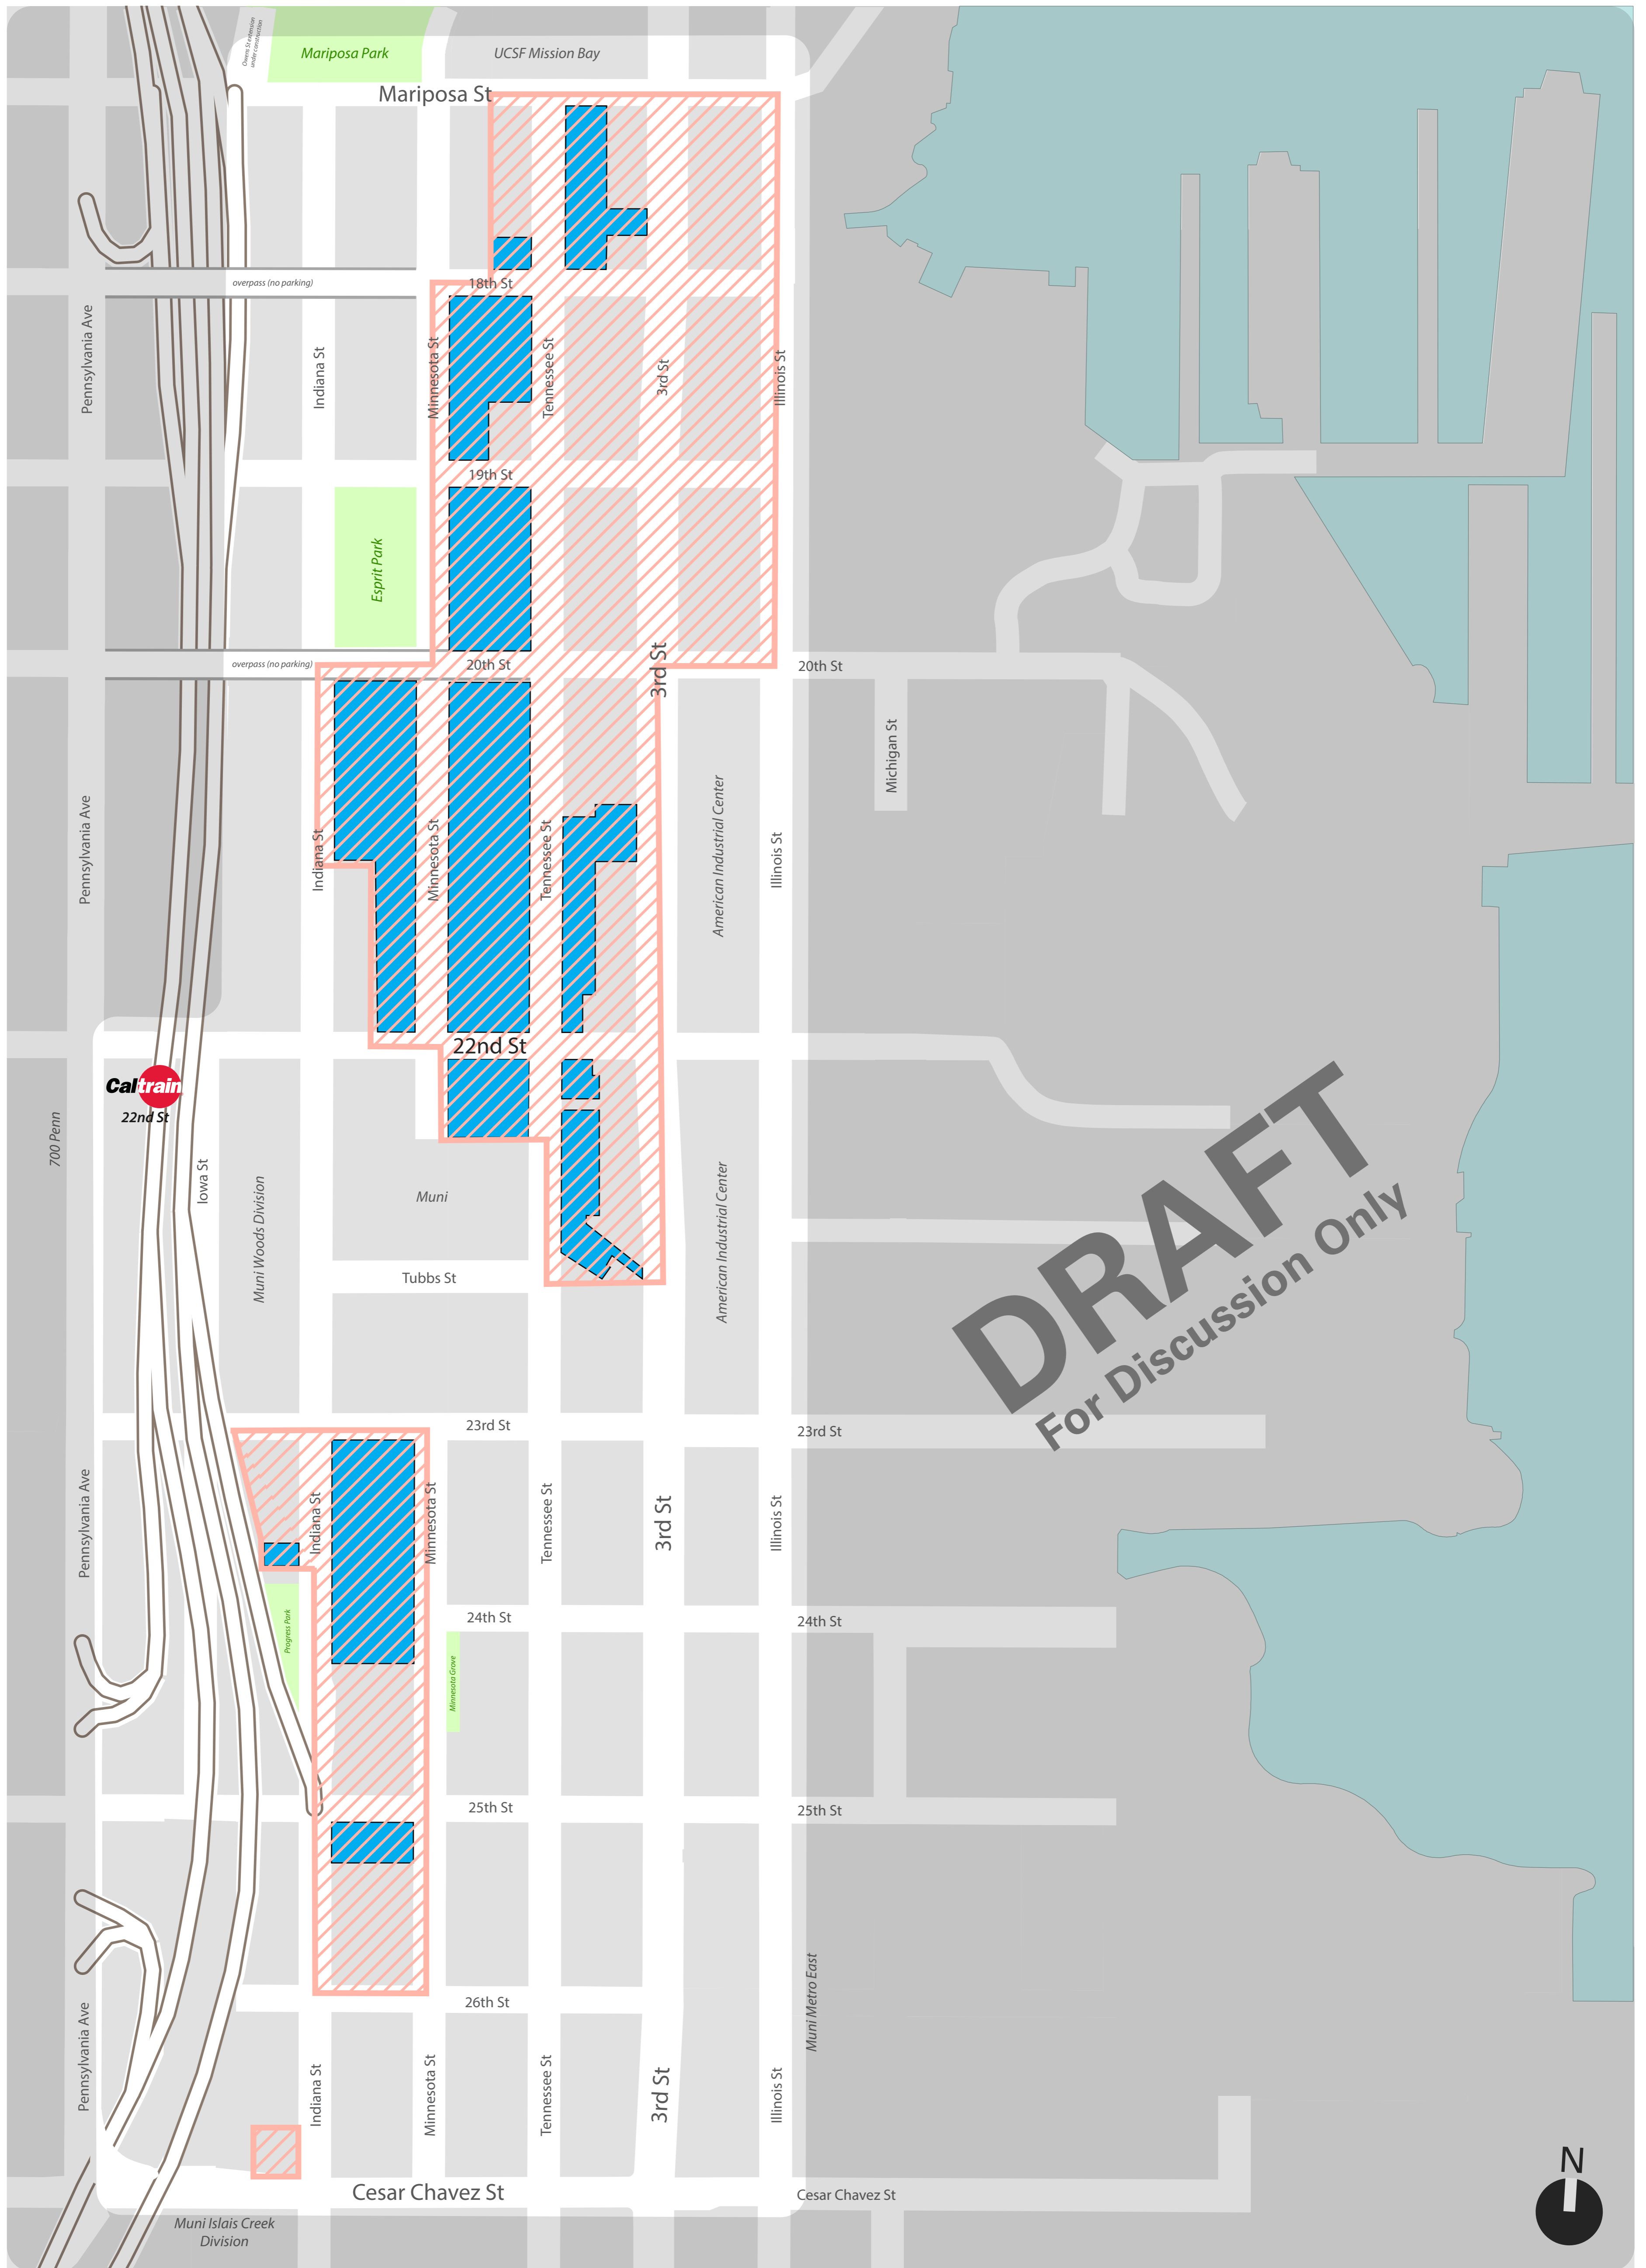 Owens St extension
under construction
Mariposa Park
UCSF Mission Bay
Mariposa St
overpass (no parking)
18th St
Pennsylvania Ave
Indiana St
Minnesota St
Tennessee St
3rd St
Illinois St
19th St
Esprit Park
overpass (no parking)
20th St
3rd St
20th St
Michigan St
Pennsylvania Ave
Indiana St
Minnesota St
Tennessee St
American Industrial Center
Illinois St
22nd St
Caltrain
22nd St
700 Penn
Iowa St
Muni Woods Division
Muni
American Industrial Center
Tubbs St
DRAFT
For Discussion Only
23rd St
23rd St
Pennsylvania Ave
Indiana St
Minnesota St
Tennessee St
3rd St
Illinois St
Progress Park
24th St
24th St
Minnesota Grove
25th St
25th St
Muni Metro East
26th St
Pennsylvania Ave
Indiana St
Minnesota St
Tennessee St
3rd St
Illinois St
Cesar Chavez St
Cesar Chavez St
Muni Islais Creek
Division
N